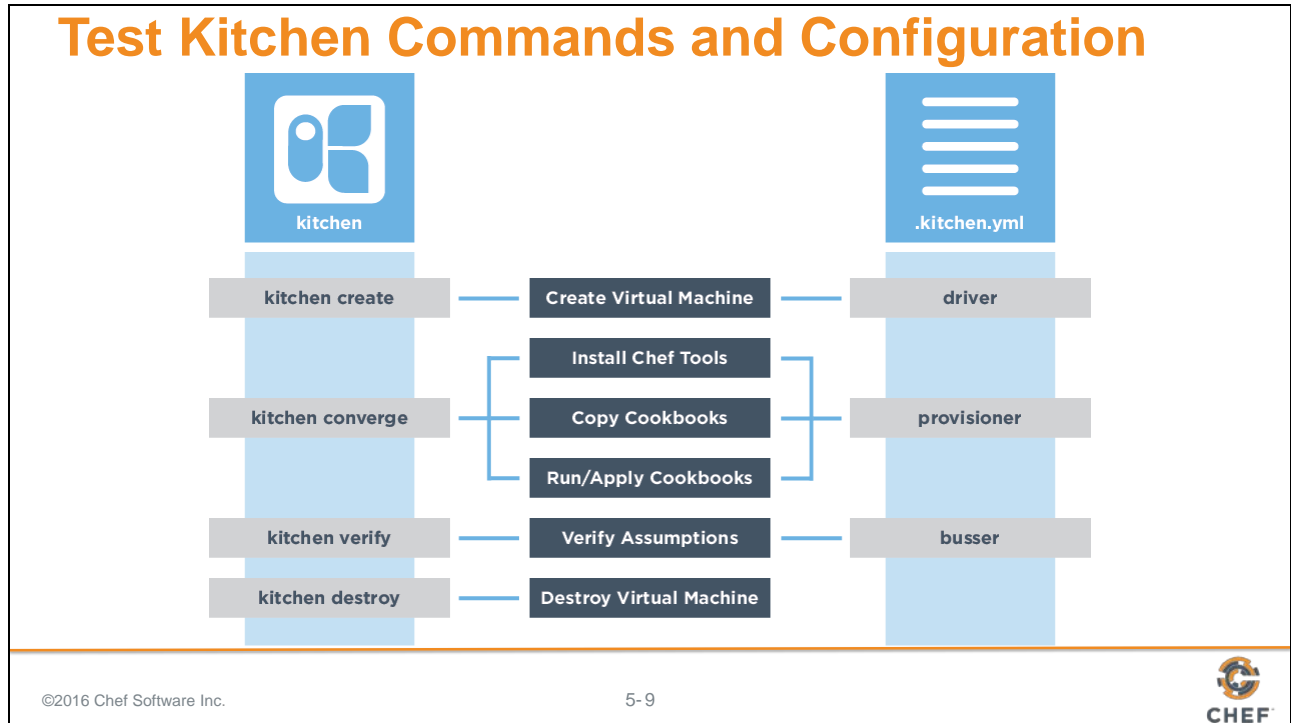 Test Kitchen Commands and Configuration
kitchen
.kitchen.yml
kitchen create
Create Virtual Machine
driver
Install Chef Tools
kitchen converge
Copy Cookbooks
provisioner
Run/Apply Cookbooks
kitchen verify
Verify Assumptions
busser
kitchen destroy
Destroy Virtual Machine
©2016 Chef Software Inc.
5- 9
CHEF